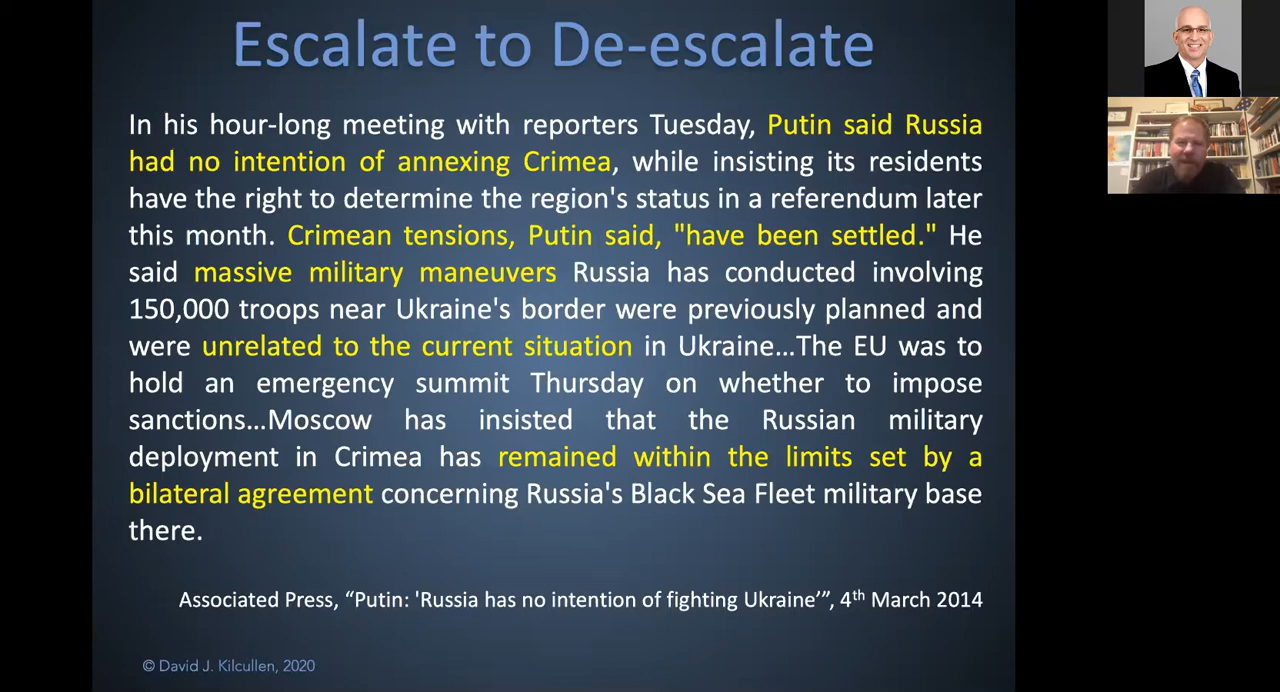 Escalate to De-escalate
In his hour-long meeting with reporters Tuesday, Putin said Russia
had no intention of annexing Crimea, while insisting its residents
have the right to determine the region's status in a referendum later
this month. Crimean tensions, Putin said, "have been settled." He
said massive military maneuvers Russia has conducted involving
150,000 troops near Ukraine's border were previously planned and
were unrelated to the current situation in Ukraine…The EU was to
hold an emergency summit Thursday on whether to impose
sanctions…Moscow has insisted that the Russian military
deployment in Crimea has remained within the limits set by a
bilateral agreement concerning Russia's Black Sea Fleet military base
there.
Associated Press, “Putin: 'Russia has no intention of fighting Ukraine’”, 4th March 2014
© David J. Kilcullen, 2020